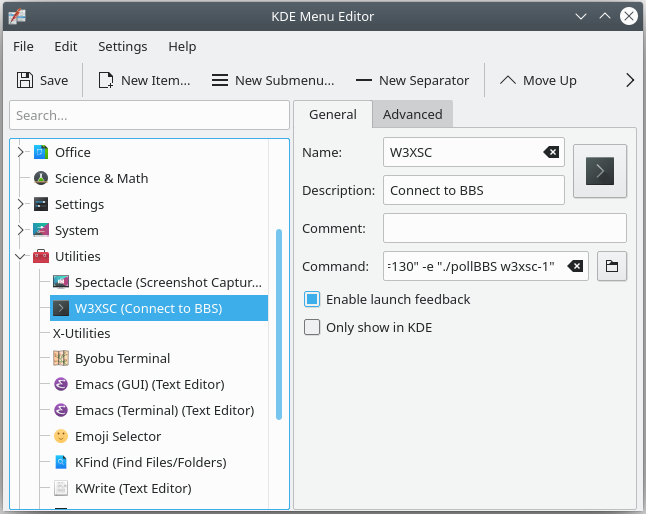 KDE Menu Editor
File Edit Settings Help
Save New Item... New Submenu... New Separator Move Up
Search...
Office
Science & Math
Settings
System
Utilities
Spectacle (Screenshot Captur...
W3XSC (Connect to BBS)
X-Utilities
Byobu Terminal
Emacs (GUI) (Text Editor)
Emacs (Terminal) (Text Editor)
Emoji Selector
KFind (Find Files/Folders)
KWrite (Text Editor)
General Advanced
Name: W3XSC
Description: Connect to BBS
Comment:
Command: =130" -e "./pollBBS w3xsc-1"
Enable launch feedback
Only show in KDE